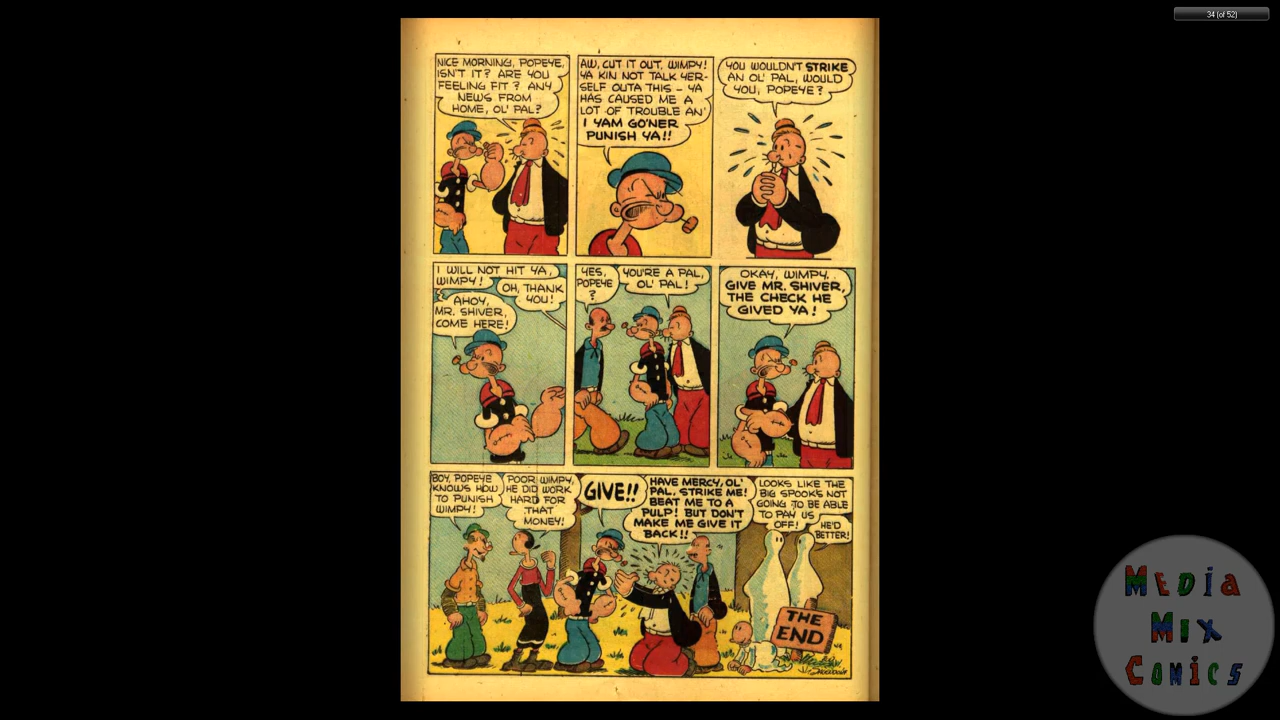 34 (of 52)
NICE MORNING, POPEYE,
ISN'T IT? ARE YOU
FEELING FIT? ANY
NEWS FROM
HOME, OL' PAL?
AW, CUT IT OUT, WIMPY!
YA KIN NOT TALK YER-
SELF OUTA THIS – YA
HAS CAUSED ME A
LOT OF TROUBLE AN'
I YAM GO'NER
PUNISH YA!!
YOU WOULDN'T STRIKE
AN OL' PAL, WOULD
YOU, POPEYE?
I WILL NOT HIT YA,
WIMPY!
OH, THANK
YOU!
AHOY,
MR. SHIVER,
COME HERE!
YES,
POPEYE
?
YOU'RE A PAL,
OL' PAL!
OKAY, WIMPY,
GIVE MR. SHIVER,
THE CHECK HE
GIVED YA!
BOY, POPEYE
KNOWS HOW
TO PUNISH
WIMPY!
POOR WIMPY,
HE DID WORK
HARD FOR
THAT
MONEY!
GIVE!!
HAVE MERCY, OL'
PAL, STRIKE ME!
BEAT ME TO A
PULP! BUT DON'T
MAKE ME GIVE IT
BACK!!
LOOKS LIKE THE
BIG SPOOK'S NOT
GOING TO BE ABLE
TO PAY US
OFF!
HE'D
BETTER!
THE
END
MEDiA
MiX
COMiCS